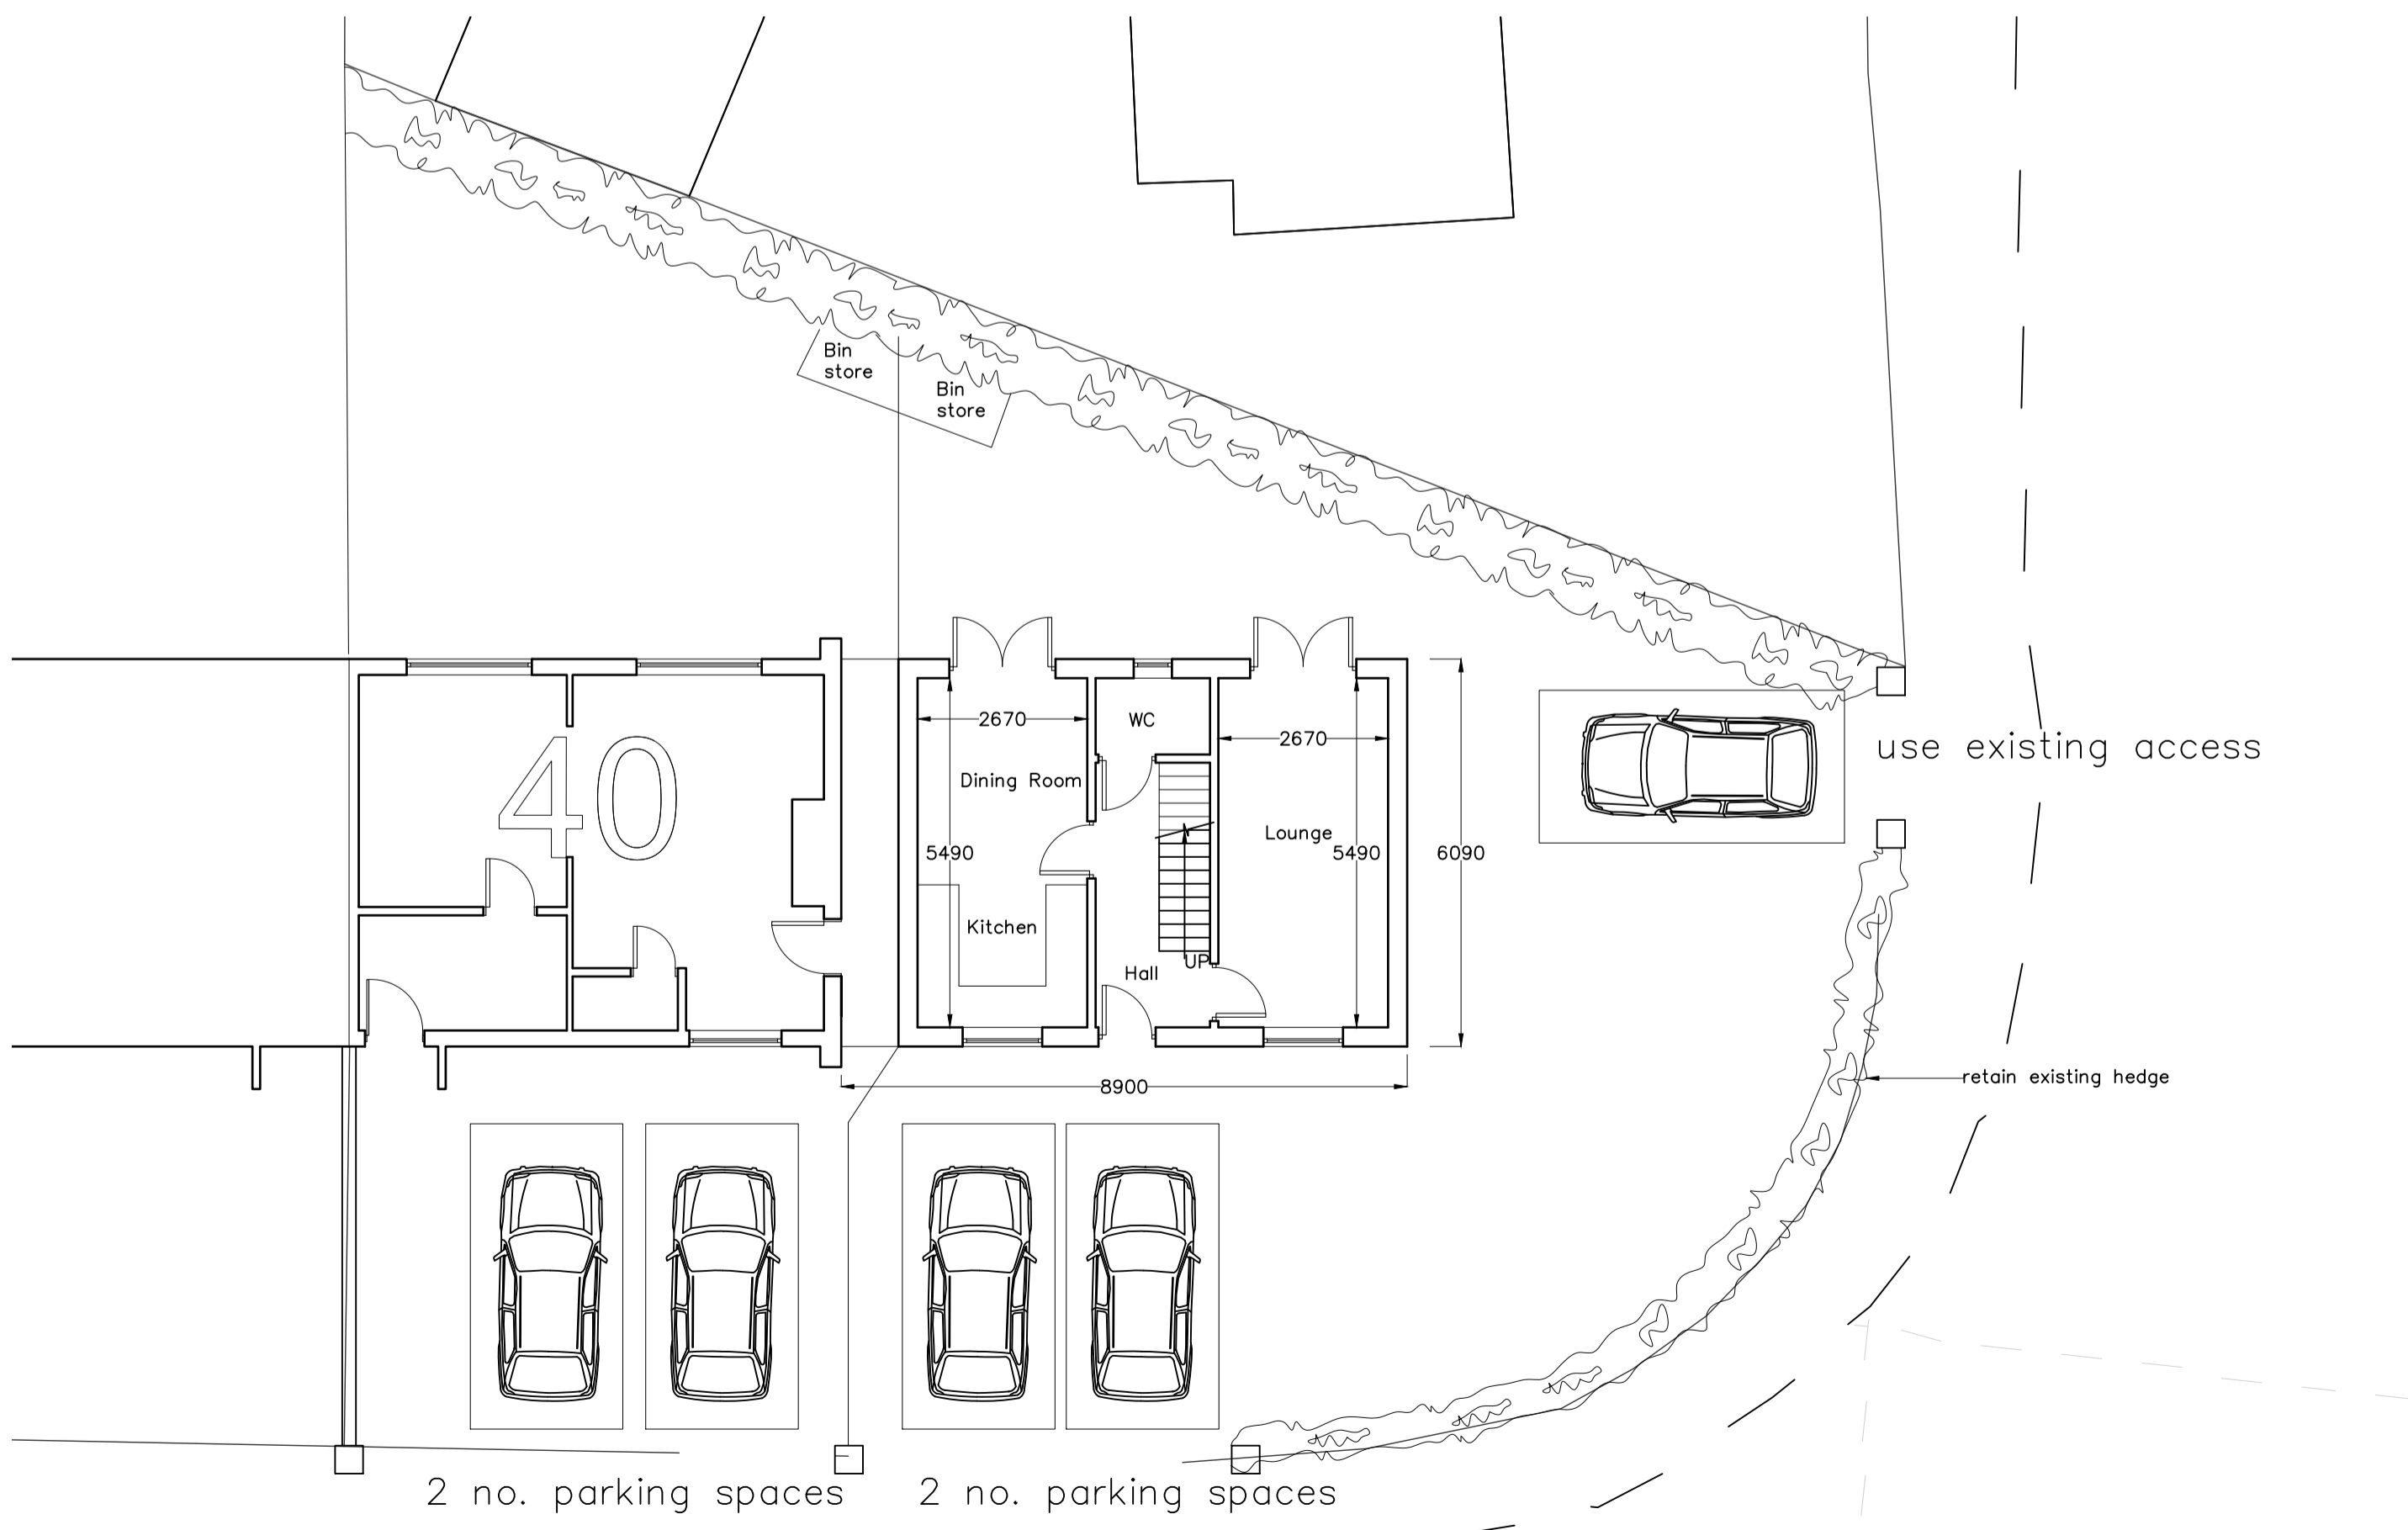 Bin
store
Bin
store
40
2670
WC
2670
use existing access
Dining Room
Lounge
5490
5490
6090
Kitchen
UP
Hall
retain existing hedge
8900
2 no. parking spaces
2 no. parking spaces